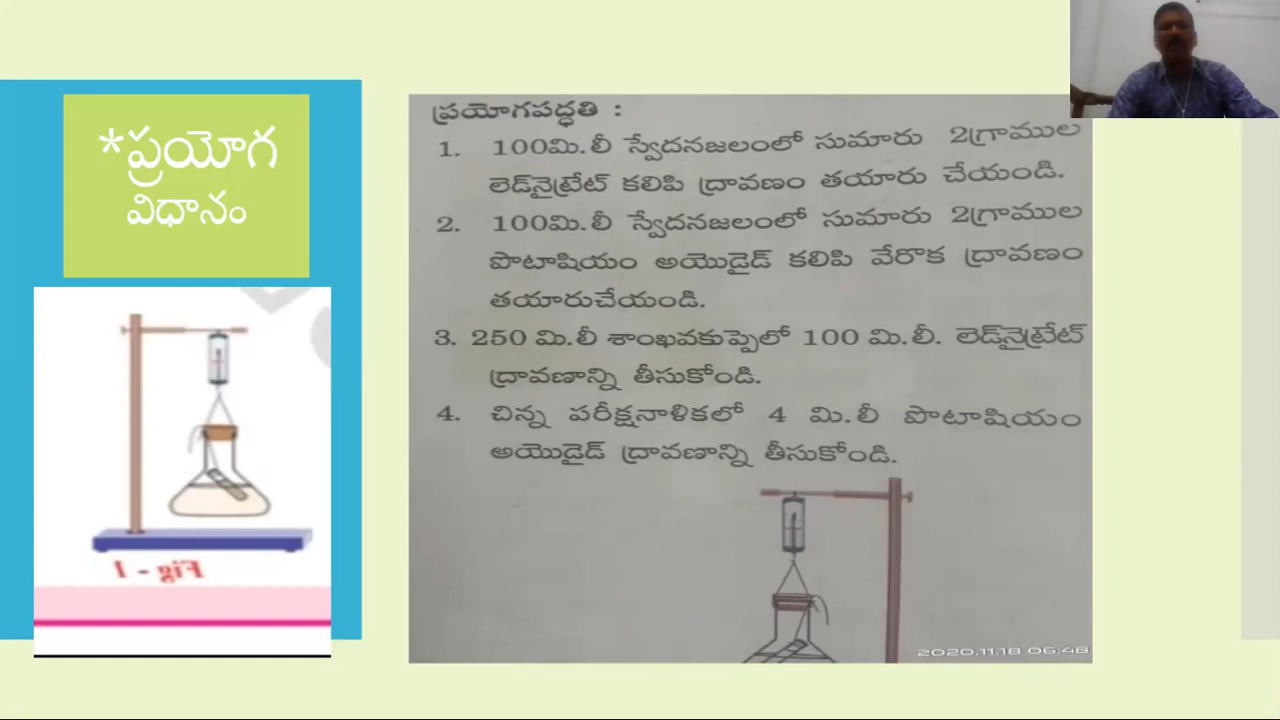 *ప్రయోగ
విధానం
Fig - 1
ప్రయోగపద్ధతి :
1. 100మి.లీ స్వేదనజలంలో సుమారు 2గ్రాముల
లెడ్‌నైట్రేట్ కలిపి ద్రావణం తయారు చేయండి.
2. 100మి.లీ స్వేదనజలంలో సుమారు 2గ్రాముల
పొటాషియం అయొడైడ్ కలిపి వేరొక ద్రావణం
తయారుచేయండి.
3. 250 మి.లీ శాంఖవకుప్పెలో 100 మి.లీ. లెడ్‌నైట్రేట్
ద్రావణాన్ని తీసుకోండి.
4. చిన్న పరీక్షనాళికలో 4 మి.లీ పొటాషియం
అయొడైడ్ ద్రావణాన్ని తీసుకోండి.
2020.11.18 06:48